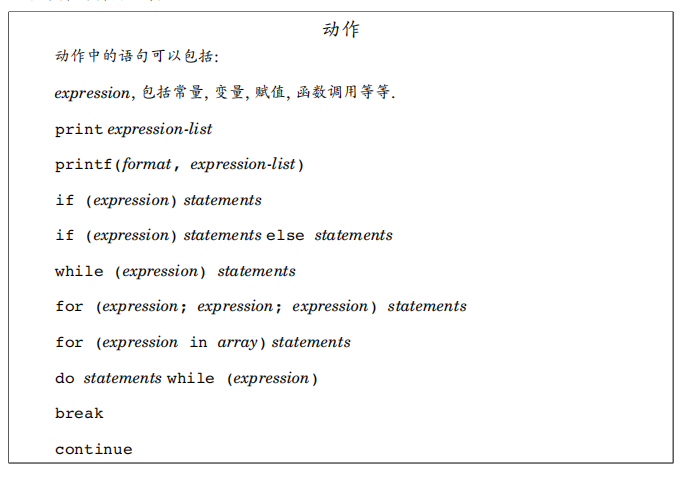 动作
动作中的语句可以包括:
expression, 包括常量, 变量, 赋值, 函数调用等等.
print expression-list
printf(format, expression-list)
if (expression) statements
if (expression) statements else statements
while (expression) statements
for (expression; expression; expression) statements
for (expression in array) statements
do statements while (expression)
break
continue